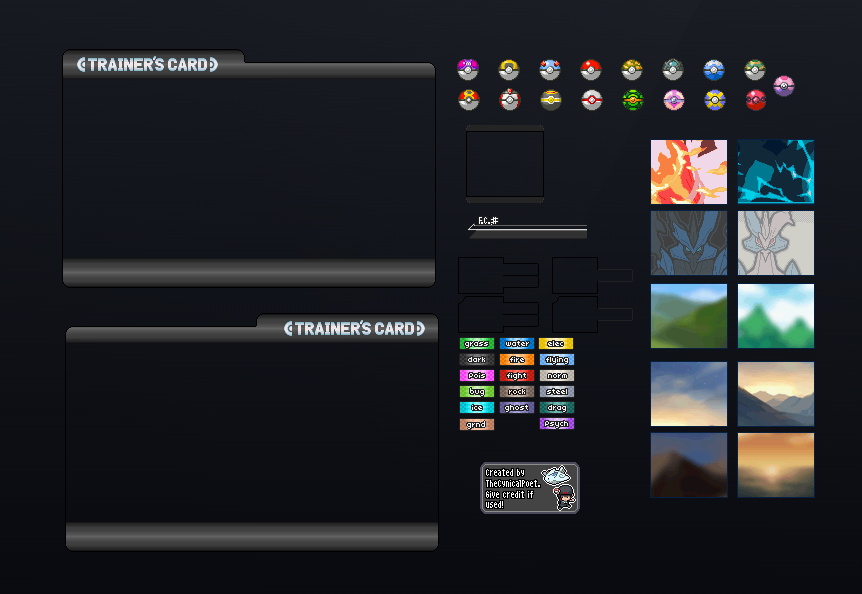 TRAINER'S CARD
F.C.:#
TRAINER'S CARD
grass water elec
dark fire flying
pois fight norm
bug rock steel
ice ghost drag
grnd psych
Created by
TheCynicalPoet.
Give credit if
used!